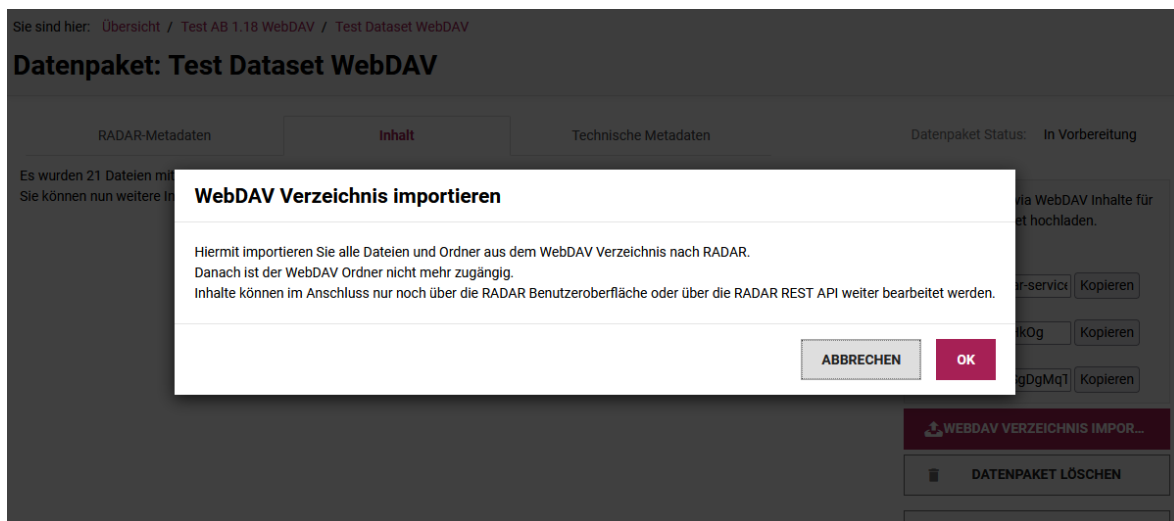 Sie sind hier: Übersicht / Test AB 1.18 WebDAV / Test Dataset WebDAV
Datenpaket: Test Dataset WebDAV
RADAR-Metadaten
Inhalt
Technische Metadaten
Datenpaket Status: In Vorbereitung
Es wurden 21 Dateien mit
Sie können nun weitere In
WebDAV Verzeichnis importieren
Hiermit importieren Sie alle Dateien und Ordner aus dem WebDAV Verzeichnis nach RADAR.
Danach ist der WebDAV Ordner nicht mehr zugängig.
Inhalte können im Anschluss nur noch über die RADAR Benutzeroberfläche oder über die RADAR REST API weiter bearbeitet werden.
ABBRECHEN
OK
via WebDAV Inhalte für
et hochladen.
ar-service Kopieren
Kopieren
Kopieren
WEBDAV VERZEICHNIS IMPOR...
DATENPAKET LÖSCHEN